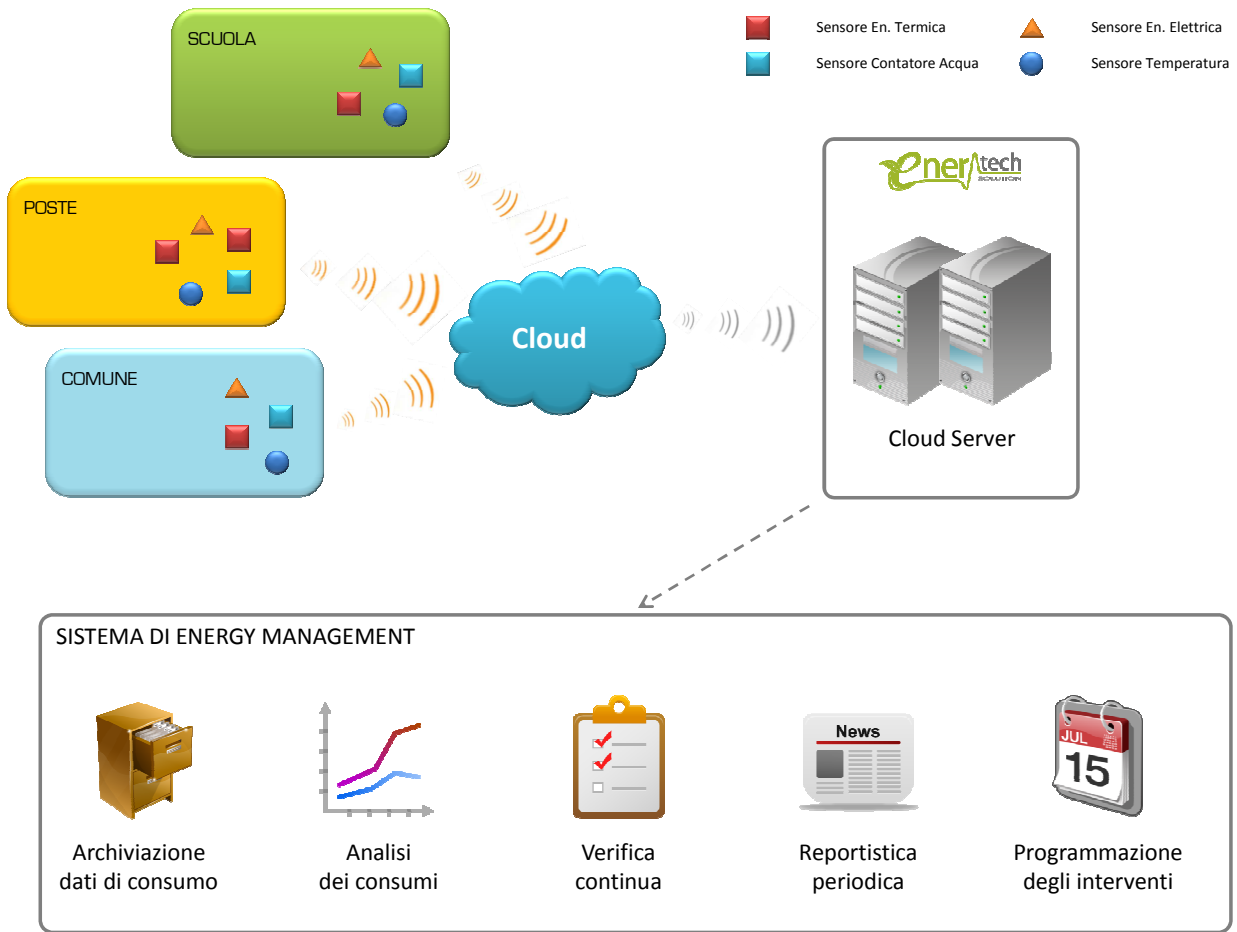 SCUOLA
Sensore En. Termica
Sensore En. Elettrica
Sensore Contatore Acqua
Sensore Temperatura
enertech
SOLUTION
POSTE
Cloud
COMUNE
Cloud Server
SISTEMA DI ENERGY MANAGEMENT
News
JUL
15
Archiviazione
dati di consumo
Analisi
dei consumi
Verifica
continua
Reportistica
periodica
Programmazione
degli interventi